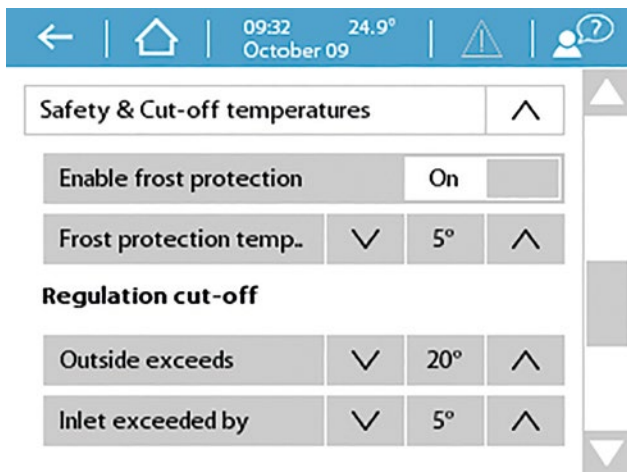 09:32 24.9°
October 09
?
Safety & Cut-off temperatures
Enable frost protection On
Frost protection temp.. 5°
Regulation cut-off
Outside exceeds 20°
Inlet exceeded by 5°